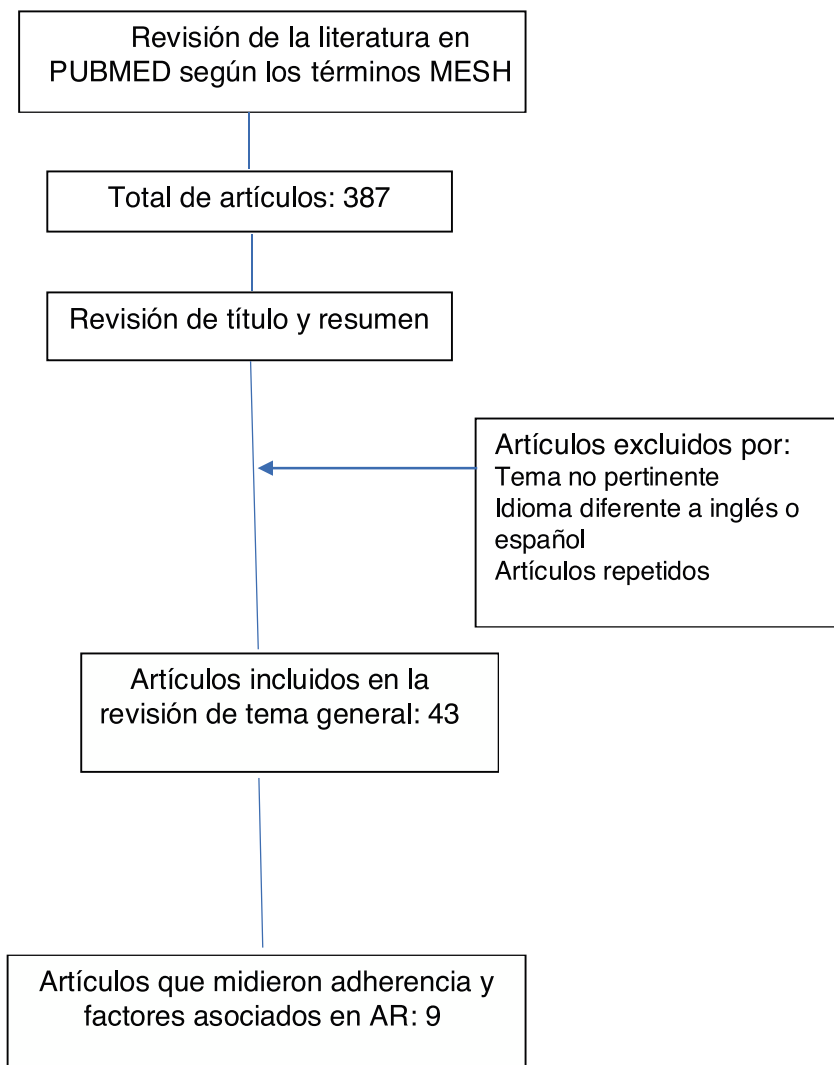 Revisión de la literatura en
PUBMED según los términos MESH
Total de artículos: 387
Revisión de título y resumen
Artículos excluidos por:
Tema no pertinente
Idioma diferente a inglés o
español
Artículos repetidos
Artículos incluidos en la
revisión de tema general: 43
Artículos que midieron adherencia y
factores asociados en AR: 9